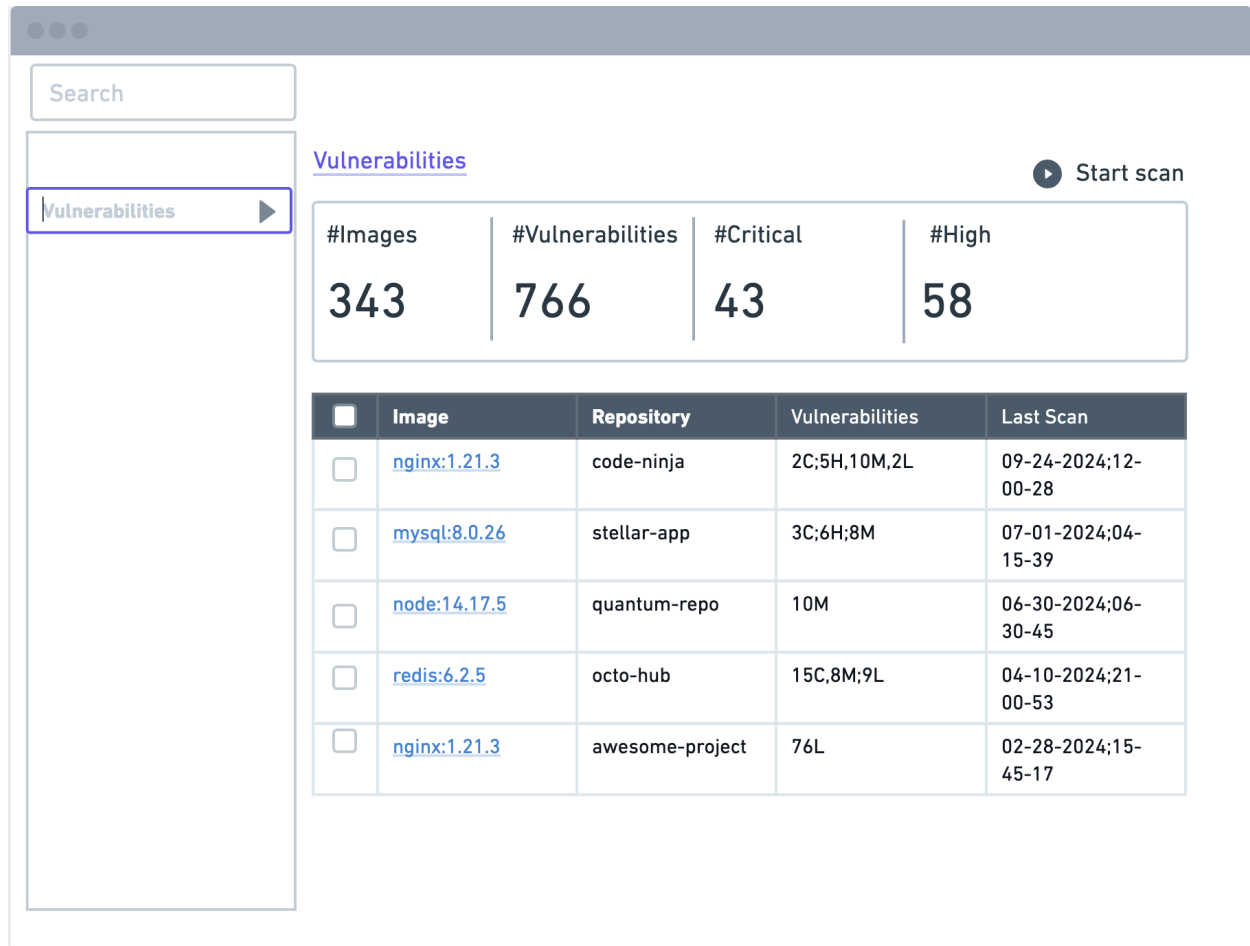 Search
Vulnerabilities
Vulnerabilities
Start scan
#Images
#Vulnerabilities
#Critical
#High
343
766
43
58
Image
Repository
Vulnerabilities
Last Scan
nginx:1.21.3
code-ninja
2C;5H,10M,2L
09-24-2024;12-
00-28
mysql:8.0.26
stellar-app
3C;6H;8M
07-01-2024;04-
15-39
node:14.17.5
quantum-repo
10M
06-30-2024;06-
30-45
redis:6.2.5
octo-hub
15C,8M;9L
04-10-2024;21-
00-53
nginx:1.21.3
awesome-project
76L
02-28-2024;15-
45-17